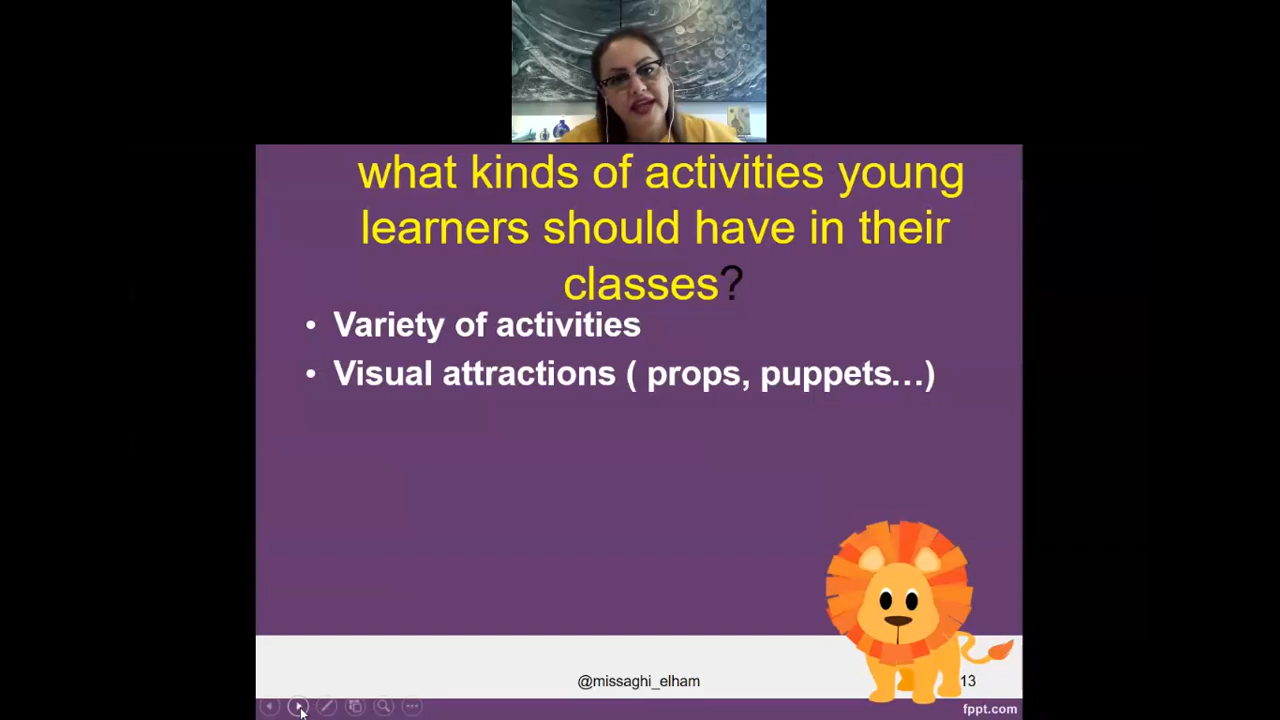 what kinds of activities young
learners should have in their
classes?
• Variety of activities
• Visual attractions ( props, puppets…)
@missaghi_elham
13
fppt.com